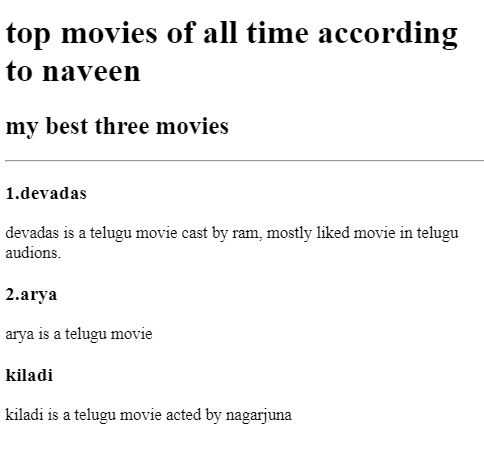 top movies of all time according
to naveen
my best three movies
1.devadas
devadas is a telugu movie cast by ram, mostly liked movie in telugu
audions.
2.arya
arya is a telugu movie
kiladi
kiladi is a telugu movie acted by nagarjuna